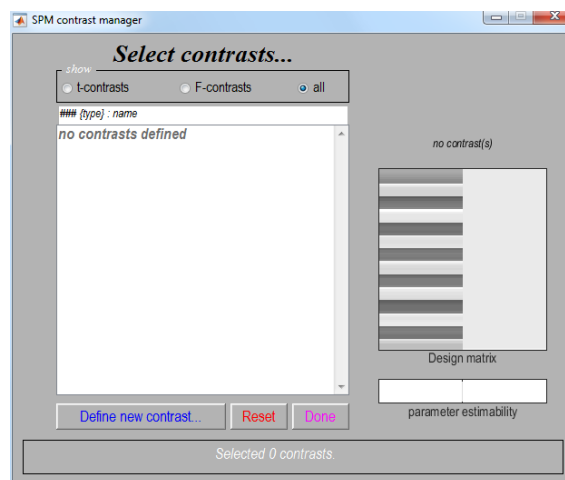 SPM contrast manager
Select contrasts...
show
t-contrasts F-contrasts all
### {type} : name
no contrasts defined
no contrast(s)
Design matrix
parameter estimability
Define new contrast... Reset Done
Selected 0 contrasts.